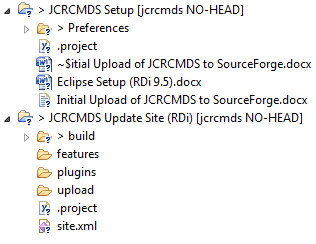 > JCRCMDS Setup [jcrcmds NO-HEAD]
> Preferences
.project
~$itial Upload of JCRCMDS to SourceForge.docx
Eclipse Setup (RDi 9.5).docx
Initial Upload of JCRCMDS to SourceForge.docx
> JCRCMDS Update Site (RDi) [jcrcmds NO-HEAD]
> build
features
plugins
upload
.project
site.xml